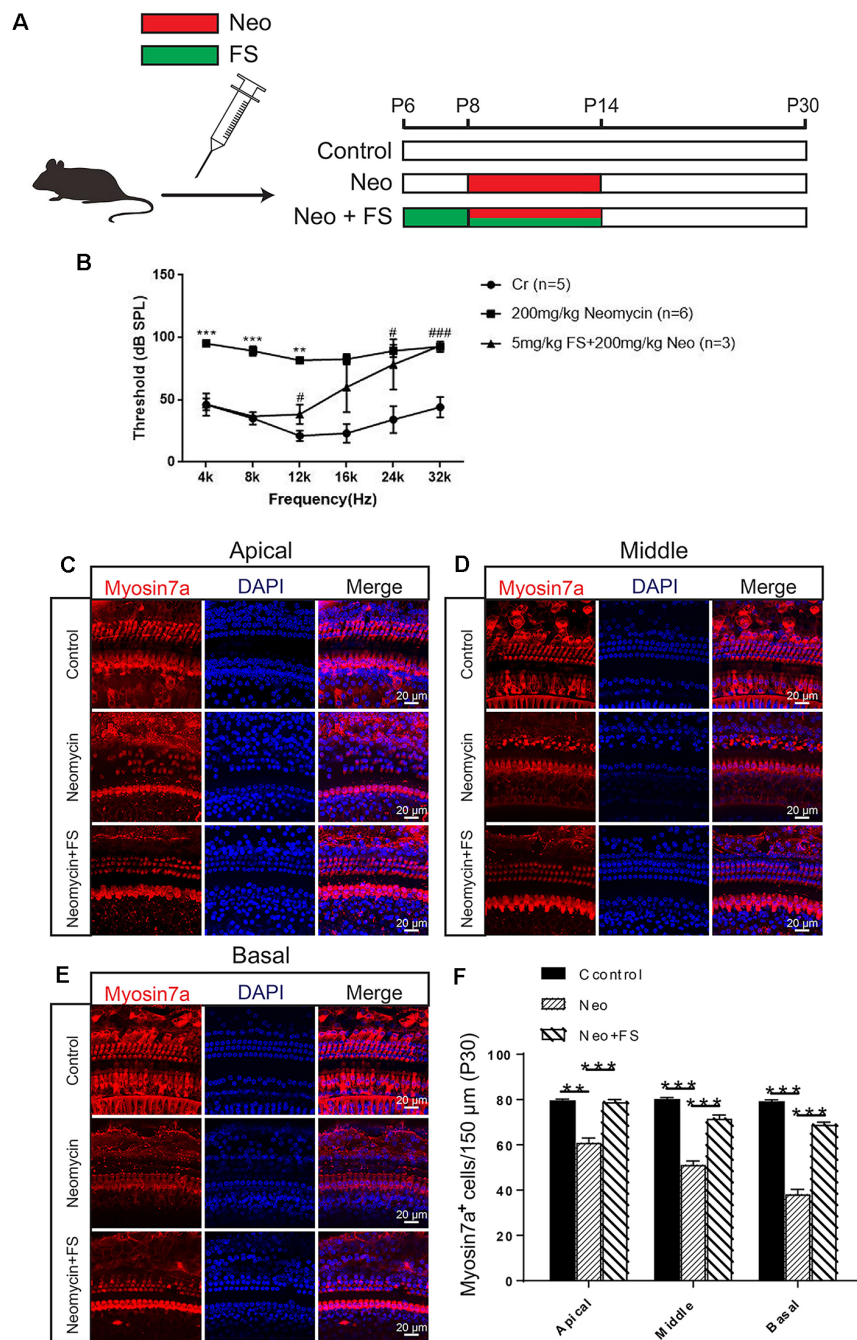 A
Neo
FS
P6 P8 P14 P30
Control
Neo
Neo + FS
B
Threshold (dB SPL)
150
100
50
0
*** *** ** # # ###
4k 8k 12k 16k 24k 32k
Frequency(Hz)
Cr (n=5)
200mg/kg Neomycin (n=6)
5mg/kg FS+200mg/kg Neo (n=3)
C
Apical
Myosin7a DAPI Merge
Control
20 µm
Neomycin
20 µm
Neomycin+FS
20 µm
D
Middle
Myosin7a DAPI Merge
Control
20 µm
Neomycin
20 µm
Neomycin+FS
20 µm
E
Basal
Myosin7a DAPI Merge
Control
20 µm
Neomycin
20 µm
Neomycin+FS
20 µm
F
C control
Neo
Neo+FS
Myosin7a+ cells/150 µm (P30)
100
80
60
40
20
0
** *** *** *** *** ***
Apical Middle Basal